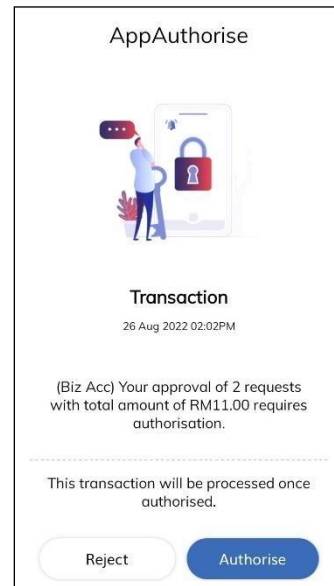 AppAuthorise
Transaction
26 Aug 2022 02:02PM
(Biz Acc) Your approval of 2 requests
with total amount of RM11.00 requires
authorisation.
This transaction will be processed once
authorised.
Reject
Authorise